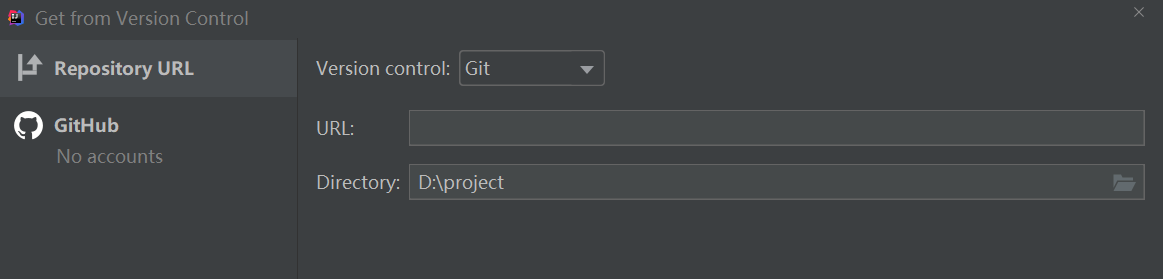 Get from Version Control
Repository URL
GitHub
No accounts
Version control: Git
URL:
Directory: D:\project